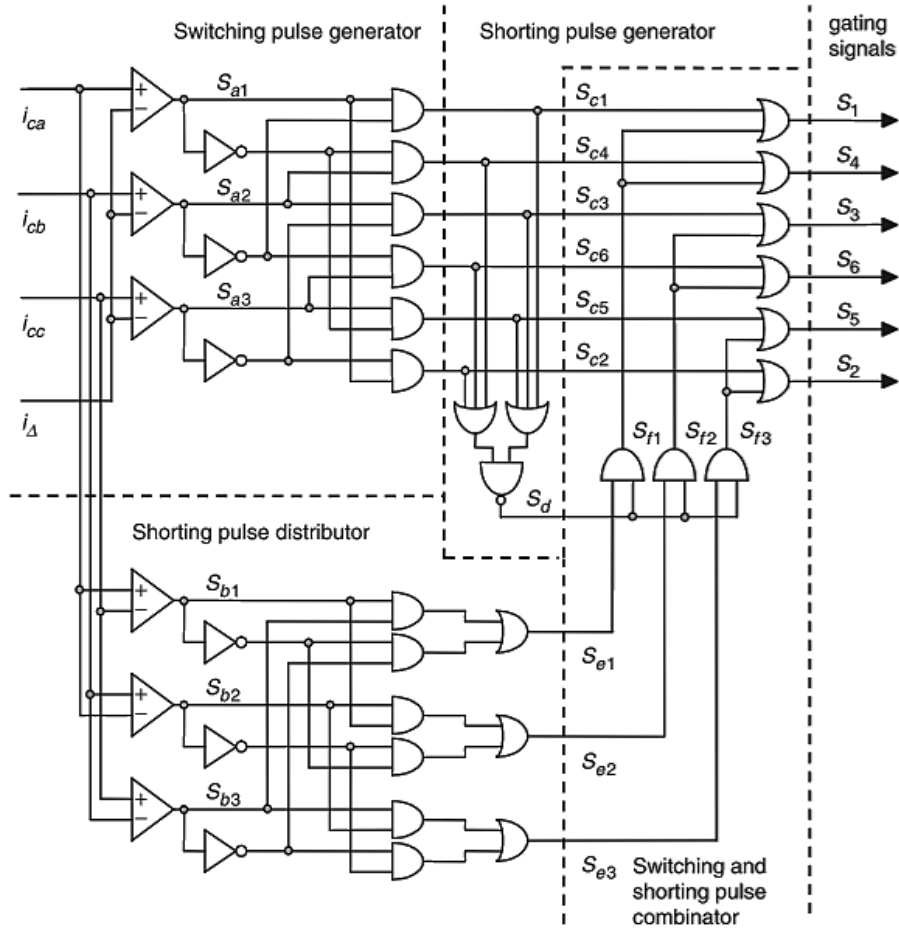 Switching pulse generator
Shorting pulse generator
gating
signals
i_ca
i_cb
i_cc
i_Δ
+
−
+
−
+
−
S_a1
S_a2
S_a3
S_c1
S_c4
S_c3
S_c6
S_c5
S_c2
S_1
S_4
S_3
S_6
S_5
S_2
S_f1
S_f2
S_f3
S_d
Shorting pulse distributor
+
−
+
−
+
−
S_b1
S_b2
S_b3
S_e1
S_e2
S_e3
Switching and
shorting pulse
combinator